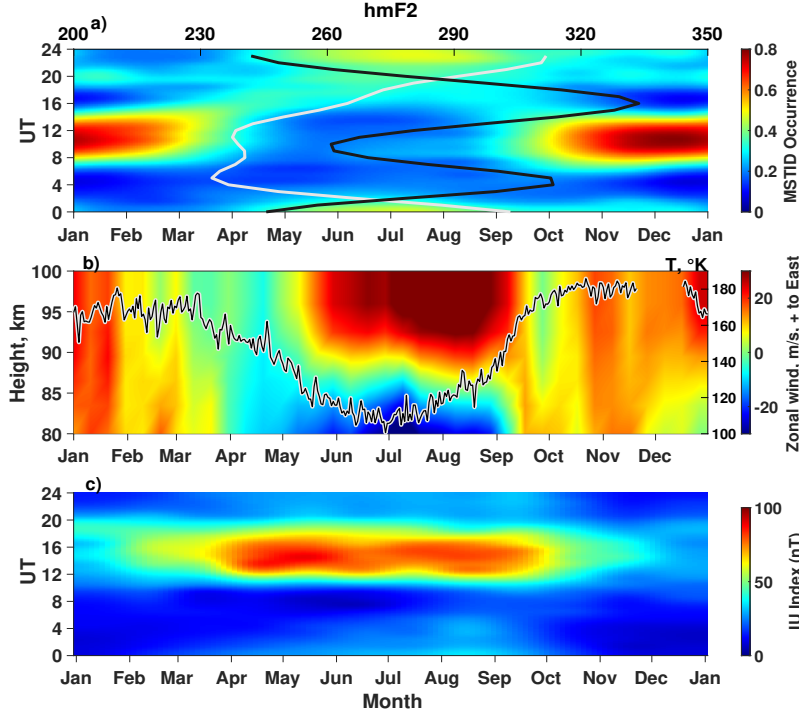 hmF2
a)
200 230 260 290 320 350
24
20
16
12
8
4
0
UT
Jan Feb Mar Apr May Jun Jul Aug Sep Oct Nov Jan
0.8
0.6
0.4
0.2
0
MSTID Occurrence
b)
T, °K
100
95
90
85
80
Height, km
180
160
140
120
100
Jan Feb Mar Apr May Jun Jul Aug Sep Oct Nov Dec
20
0
-20
Zonal wind. m/s. + to East
c)
24
20
16
12
8
4
0
UT
Jan Feb Mar Apr May Jun Jul Aug Sep Oct Nov Dec Jan
Month
100
50
0
IU Index (nT)